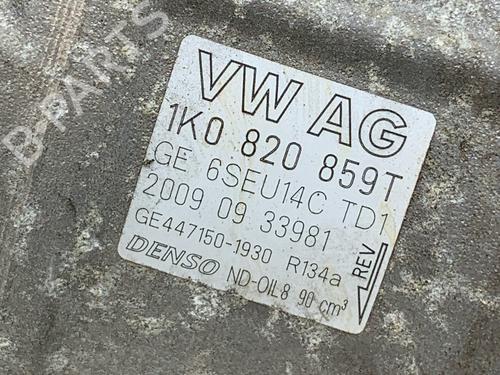 B-PARTS
VW AG
1K0 820 859T
GE 6SEU14C TD1
2009 09 33981
GE447150-1930 R134a
DENSO ND-OIL8 90 cm³
REV